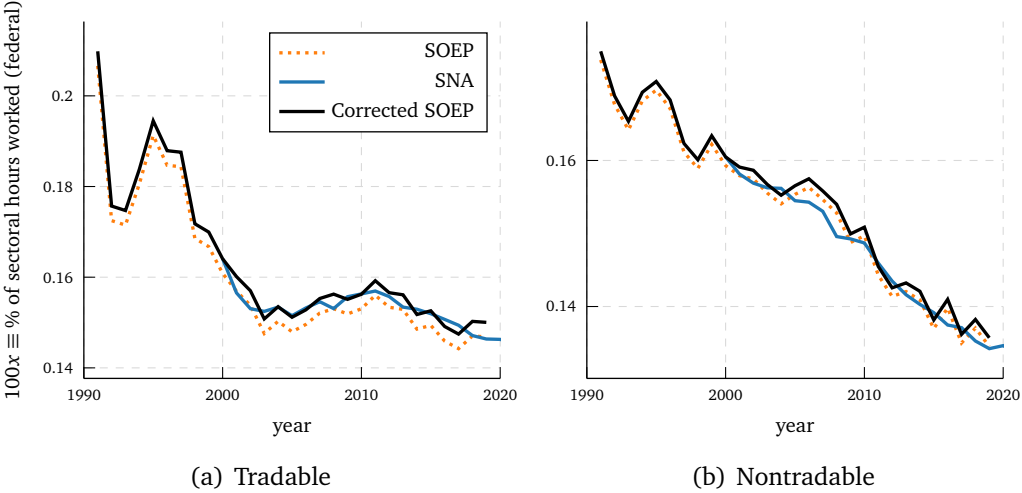 100x ≡ % of sectoral hours worked (federal)
SOEP
SNA
Corrected SOEP
0.2
0.18
0.16
0.14
1990
2000
2010
2020
year
(a) Tradable
0.16
0.14
1990
2000
2010
2020
year
(b) Nontradable